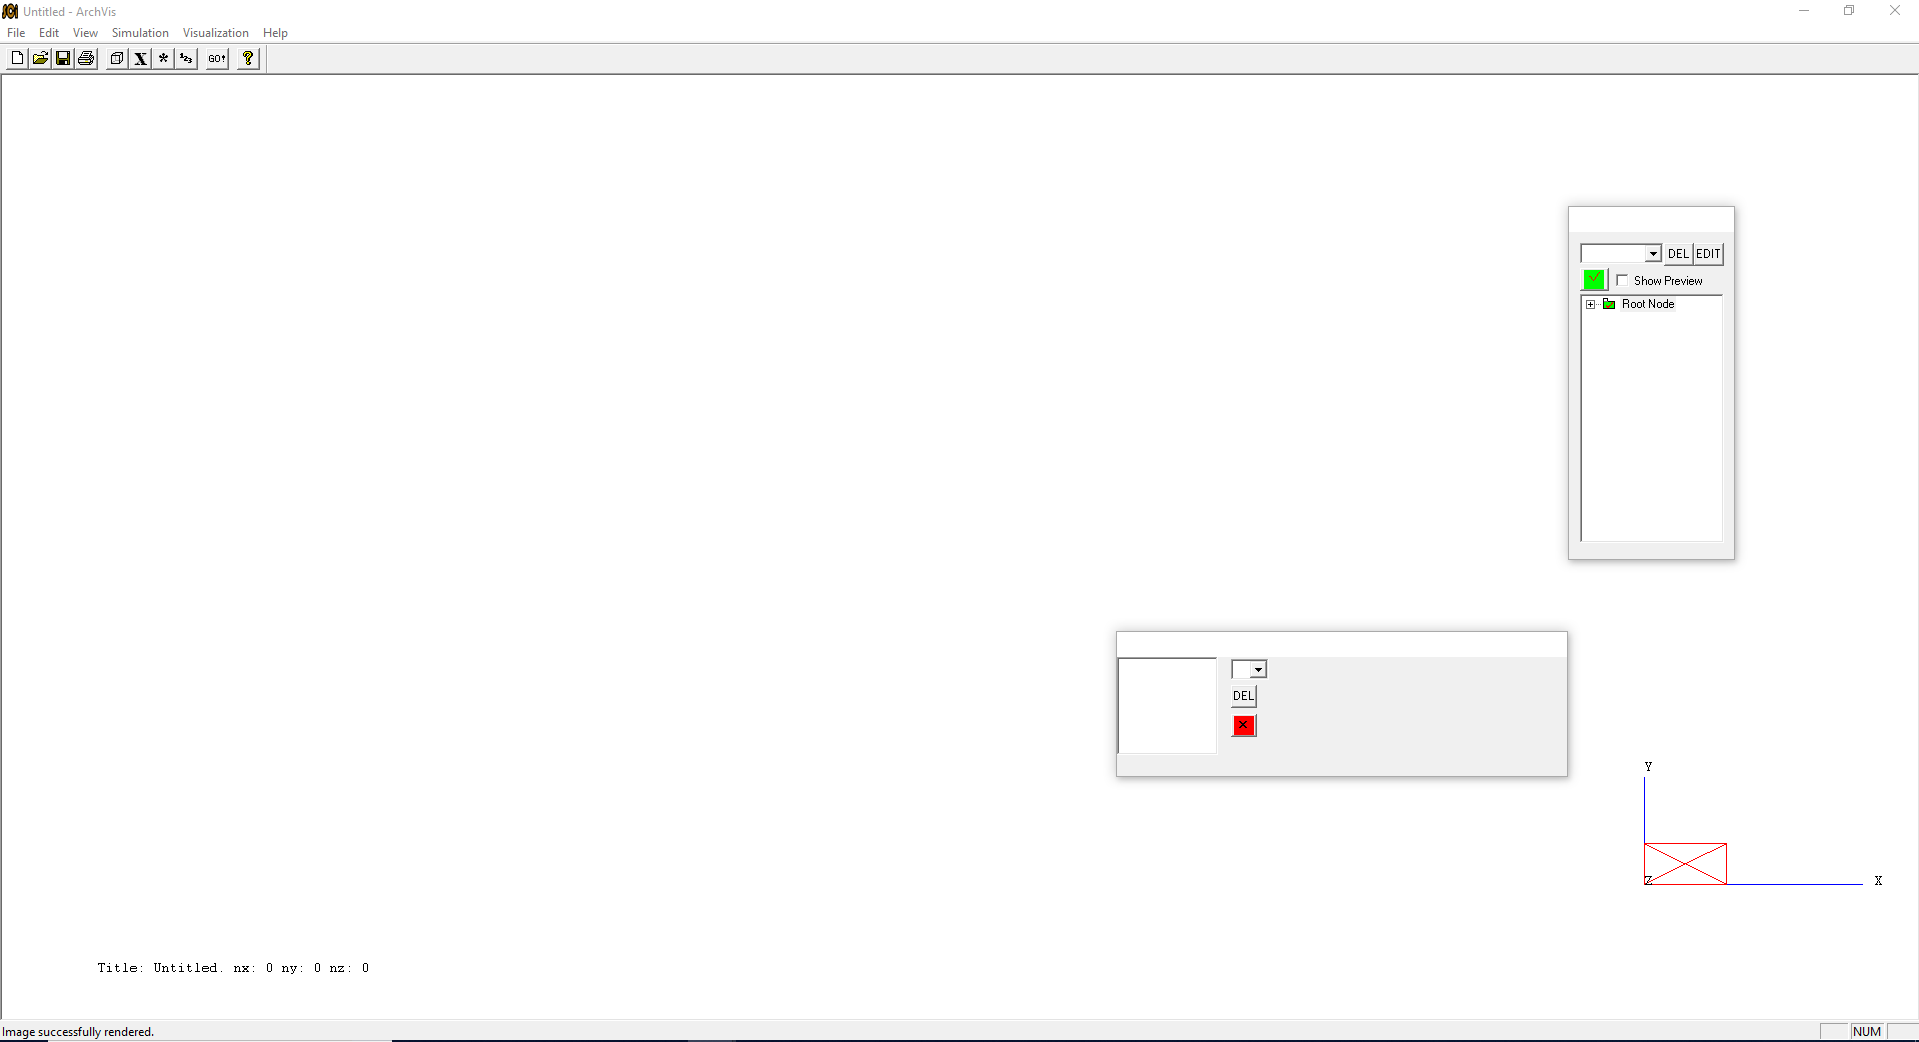 Untitled - ArchVis
File Edit View Simulation Visualization Help
X * 123 GO! ?
DEL EDIT
Show Preview
Root Node
DEL
X
Y
Z
X
Title: Untitled. nx: 0 ny: 0 nz: 0
Image successfully rendered.
NUM